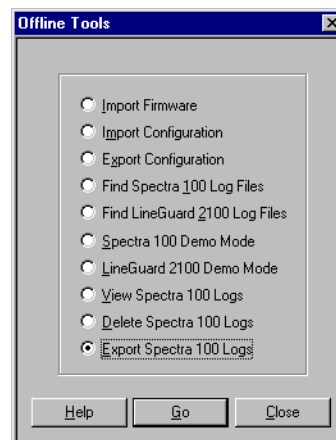 Offline Tools
Import Firmware
Import Configuration
Export Configuration
Find Spectra 100 Log Files
Find LineGuard 2100 Log Files
Spectra 100 Demo Mode
LineGuard 2100 Demo Mode
View Spectra 100 Logs
Delete Spectra 100 Logs
Export Spectra 100 Logs
Help Go Close